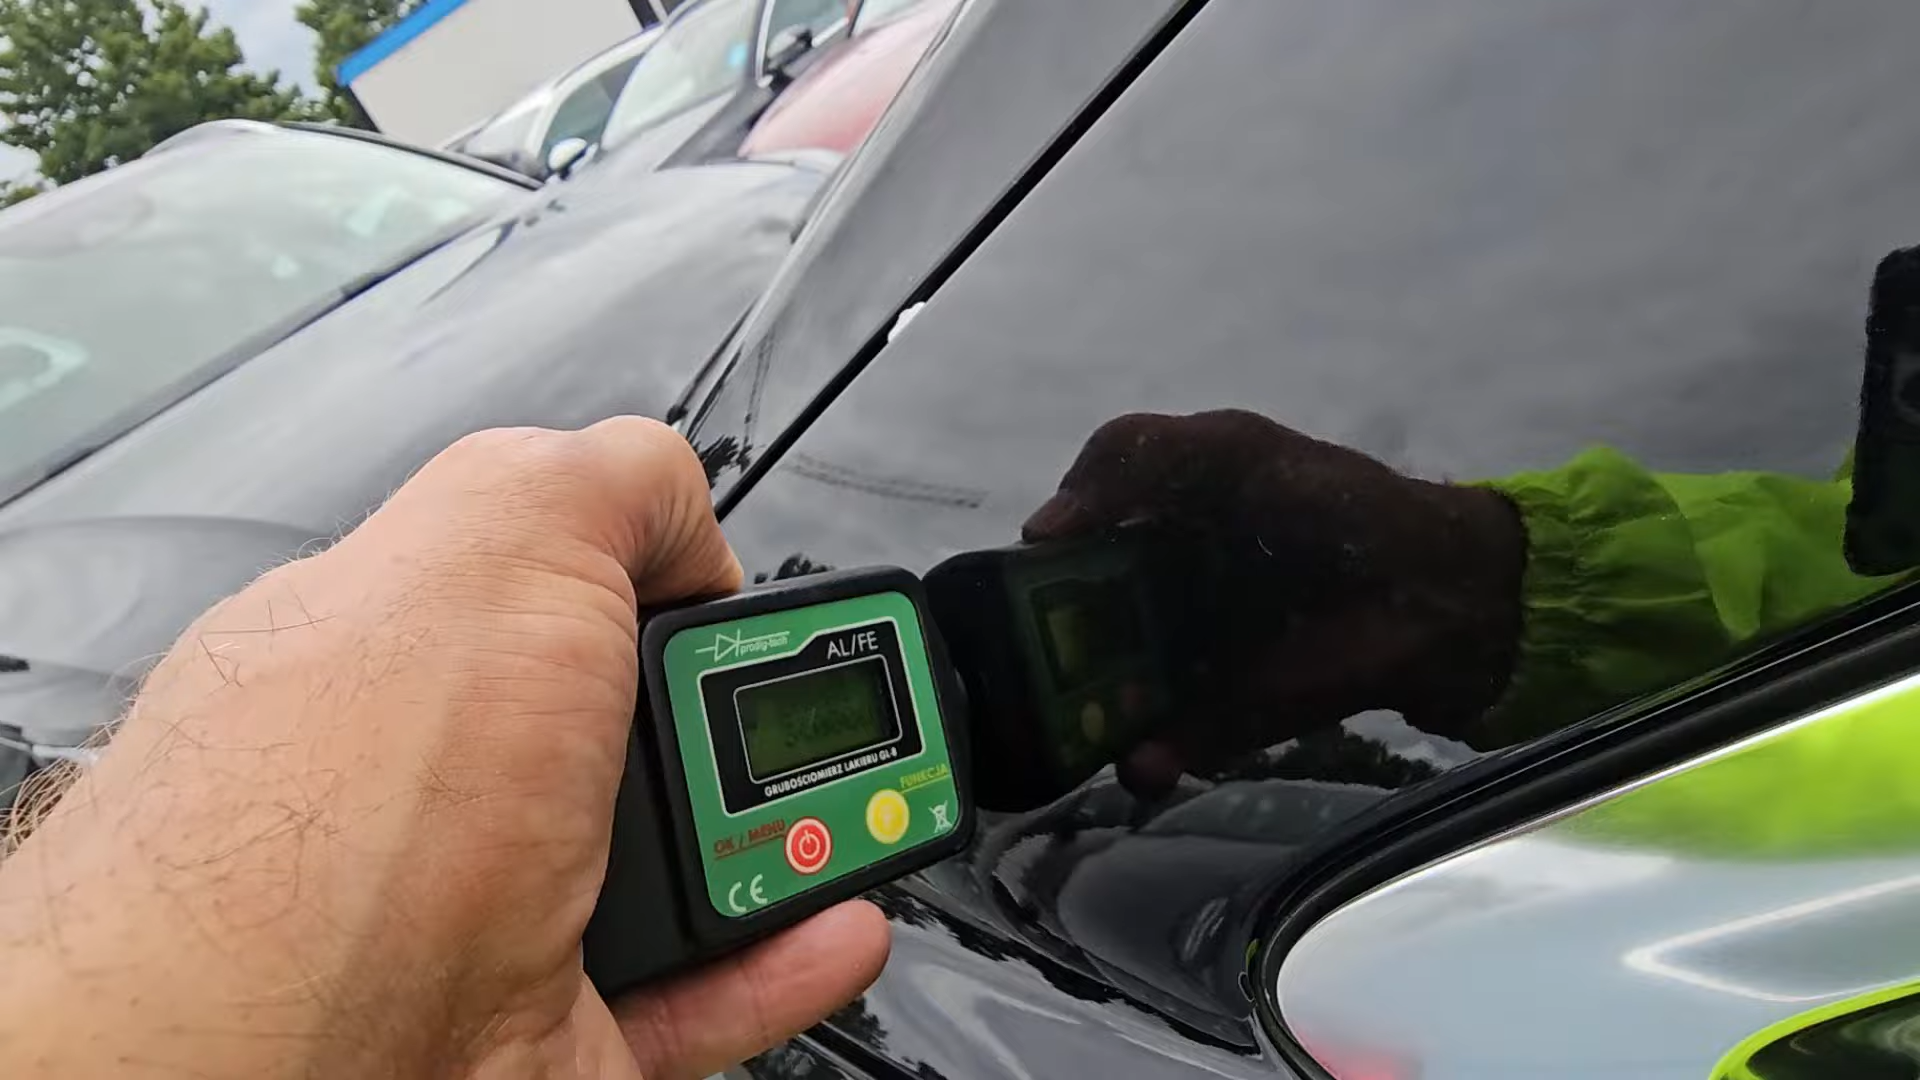 prodig-tech
AL/FE
GRUBOŚCIOMIERZ LAKIERU GL-8
FUNKCJA
OK / MENU
CE